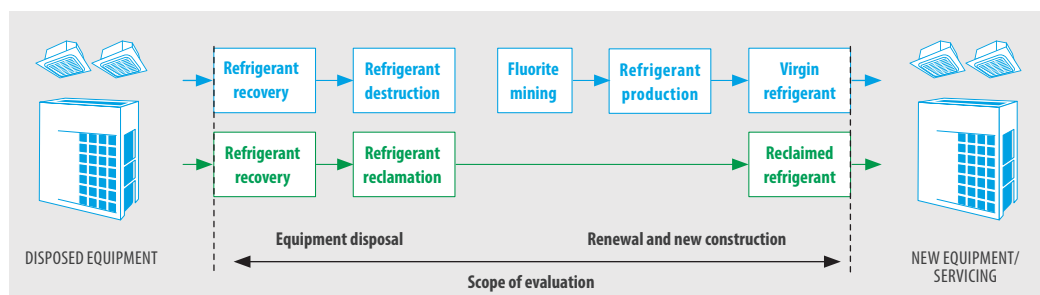 Refrigerant
recovery
Refrigerant
destruction
Fluorite
mining
Refrigerant
production
Virgin
refrigerant
Refrigerant
recovery
Refrigerant
reclamation
Reclaimed
refrigerant
Equipment disposal
Renewal and new construction
DISPOSED EQUIPMENT
NEW EQUIPMENT/
SERVICING
Scope of evaluation